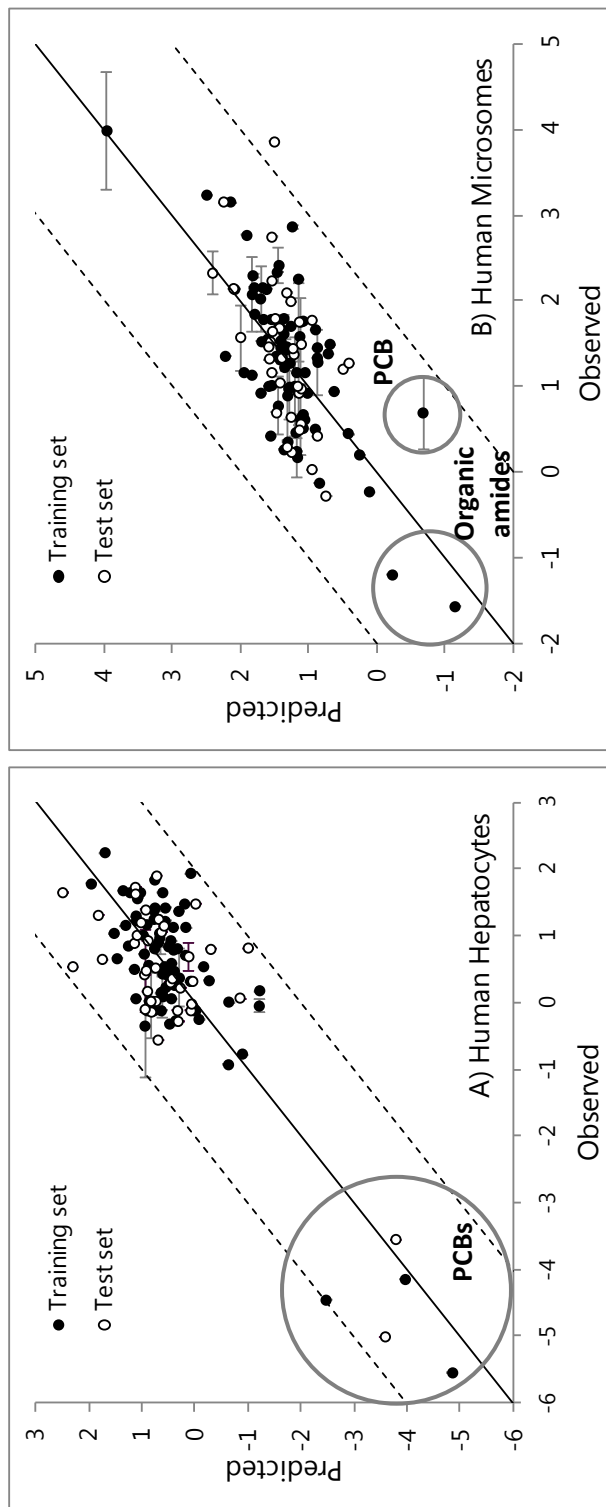 Training set
Test set
3
2
1
0
-1
-2
-3
-4
-5
-6
Predicted
PCBs
A) Human Hepatocytes
-6
-5
-4
-3
-2
-1
0
1
2
3
Observed
Training set
Test set
5
4
3
2
1
0
-1
-2
Predicted
PCB
Organic
amides
B) Human Microsomes
-2
-1
0
1
2
3
4
5
Observed